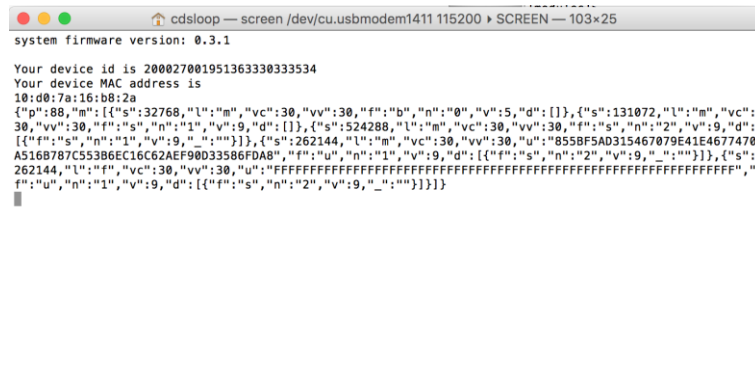 cdsloop — screen /dev/cu.usbmodem1411 115200 ▸ SCREEN — 103×25
system firmware version: 0.3.1
Your device id is 200027001951363330333534
Your device MAC address is
10:d0:7a:16:b8:2a
{"p":88,"m":[{"s":32768,"l":"m","vc":30,"vv":30,"f":"b","n":"0","v":5,"d":[]},{"s":131072,"l":"m","vc":
30,"vv":30,"f":"s","n":"1","v":9,"d":[]},{"s":524288,"l":"m","vc":30,"vv":30,"f":"s","n":"2","v":9,"d":
[{"f":"s","n":"1","v":9,"_":""}]},{"s":262144,"l":"m","vc":30,"vv":30,"u":"855BF5AD315467079E41E4677470
A516B787C553B6EC16C62AEF90D33586FDA8","f":"u","n":"1","v":9,"d":[{"f":"s","n":"2","v":9,"_":""}]},{"s":
262144,"l":"f","vc":30,"vv":30,"u":"FFFFFFFFFFFFFFFFFFFFFFFFFFFFFFFFFFFFFFFFFFFFFFFFFFFFFFFFFFFFFFFF","
f":"u","n":"1","v":9,"d":[{"f":"s","n":"2","v":9,"_":""}]}]}